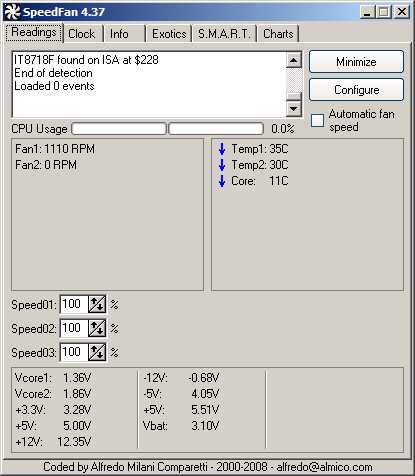 SpeedFan 4.37
Readings Clock Info Exotics S.M.A.R.T. Charts
IT8718F found on ISA at $228
End of detection
Loaded 0 events
Minimize
Configure
Automatic fan
speed
CPU Usage 0.0%
Fan1: 1110 RPM
Fan2: 0 RPM
Temp1: 35C
Temp2: 30C
Core: 11C
Speed01: 100 %
Speed02: 100 %
Speed03: 100 %
Vcore1: 1.36V
Vcore2: 1.86V
+3.3V: 3.28V
+5V: 5.00V
+12V: 12.35V
-12V: -0.68V
-5V: 4.05V
+5V: 5.51V
Vbat: 3.10V
Coded by Alfredo Milani Comparetti - 2000-2008 - alfredo@almico.com